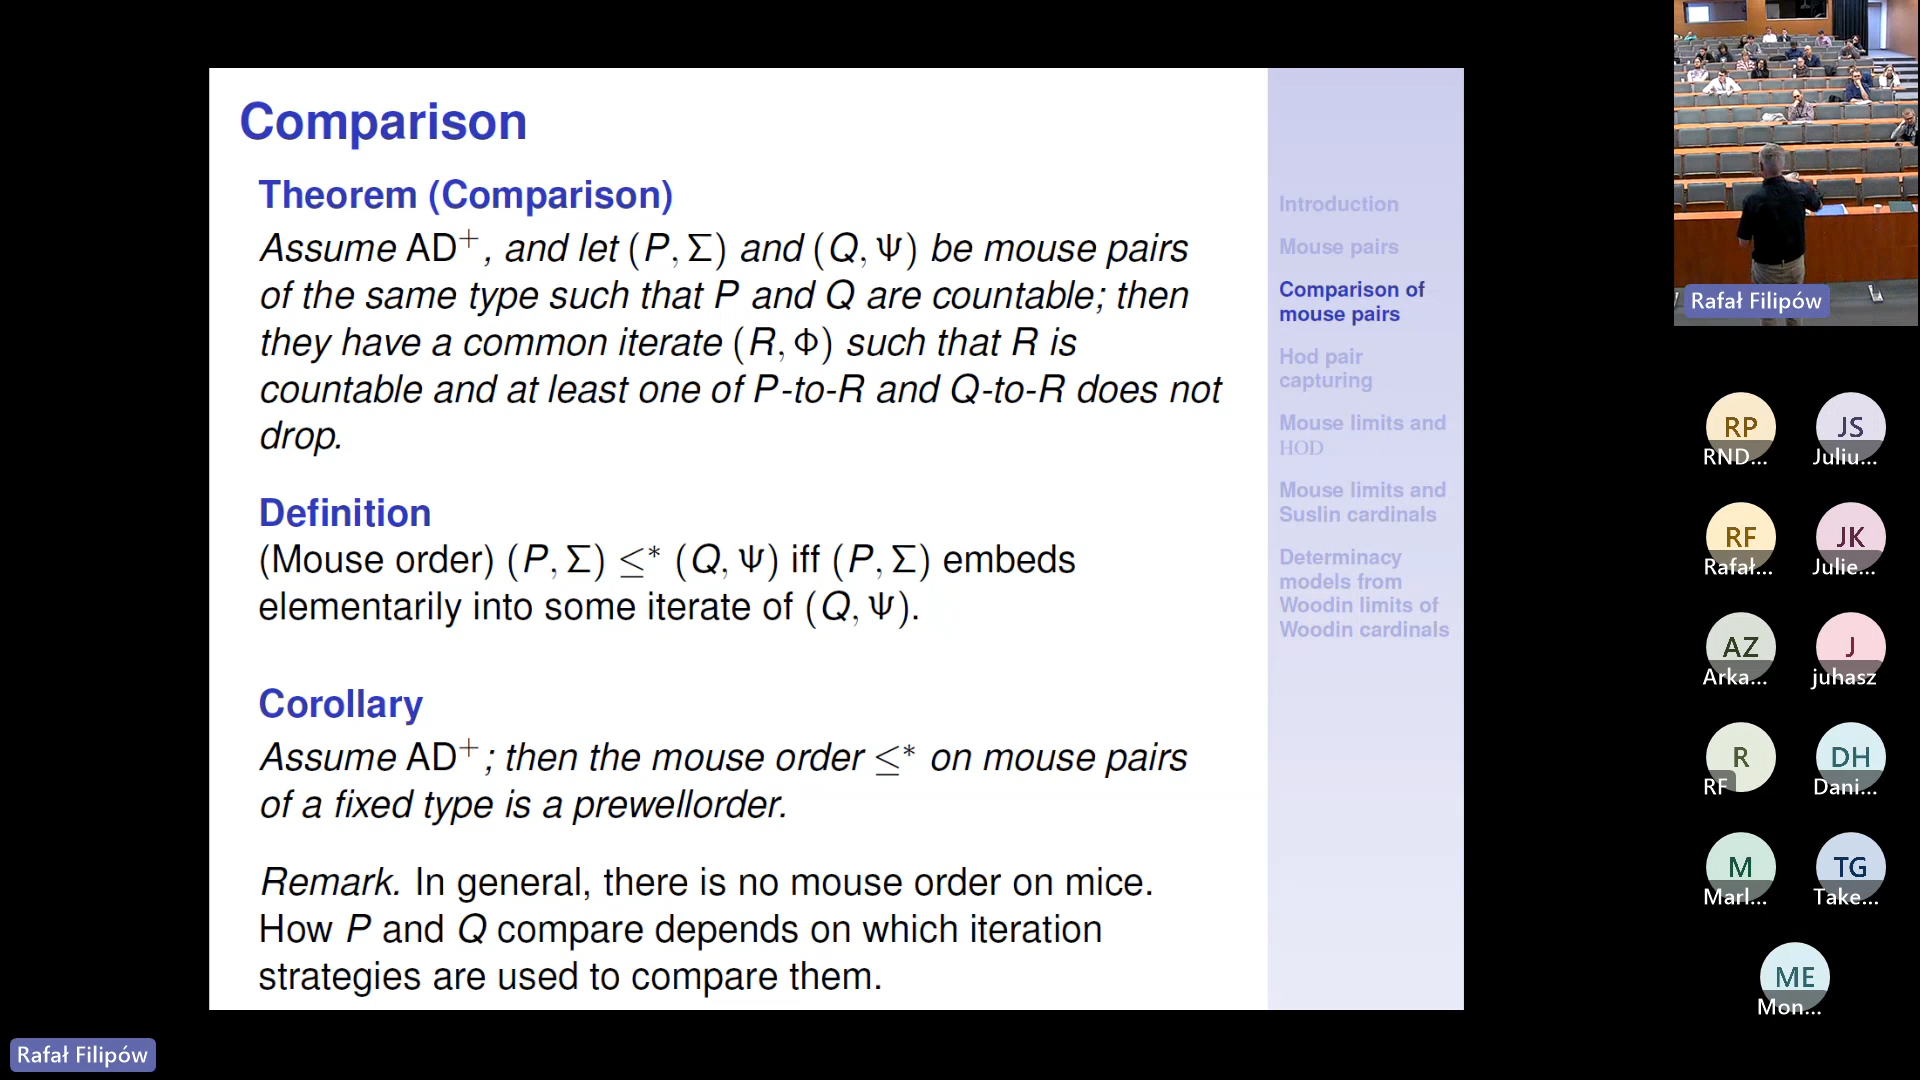 Comparison
Theorem (Comparison)
Assume AD⁺, and let (P, Σ) and (Q, Ψ) be mouse pairs
of the same type such that P and Q are countable; then
they have a common iterate (R, Φ) such that R is
countable and at least one of P-to-R and Q-to-R does not
drop.
Definition
(Mouse order) (P, Σ) ≤* (Q, Ψ) iff (P, Σ) embeds
elementarily into some iterate of (Q, Ψ).
Corollary
Assume AD⁺; then the mouse order ≤* on mouse pairs
of a fixed type is a prewellorder.
Remark. In general, there is no mouse order on mice.
How P and Q compare depends on which iteration
strategies are used to compare them.
Introduction
Mouse pairs
Comparison of
mouse pairs
Hod pair
capturing
Mouse limits and
HOD
Mouse limits and
Suslin cardinals
Determinacy
models from
Woodin limits of
Woodin cardinals
Rafał Filipów
RP
RND...
JS
Juliu...
RF
Rafał...
JK
Julie...
AZ
Arka...
J
juhasz
R
RF
DH
Dani...
M
Marl...
TG
Take...
ME
Mon...
Rafał Filipów